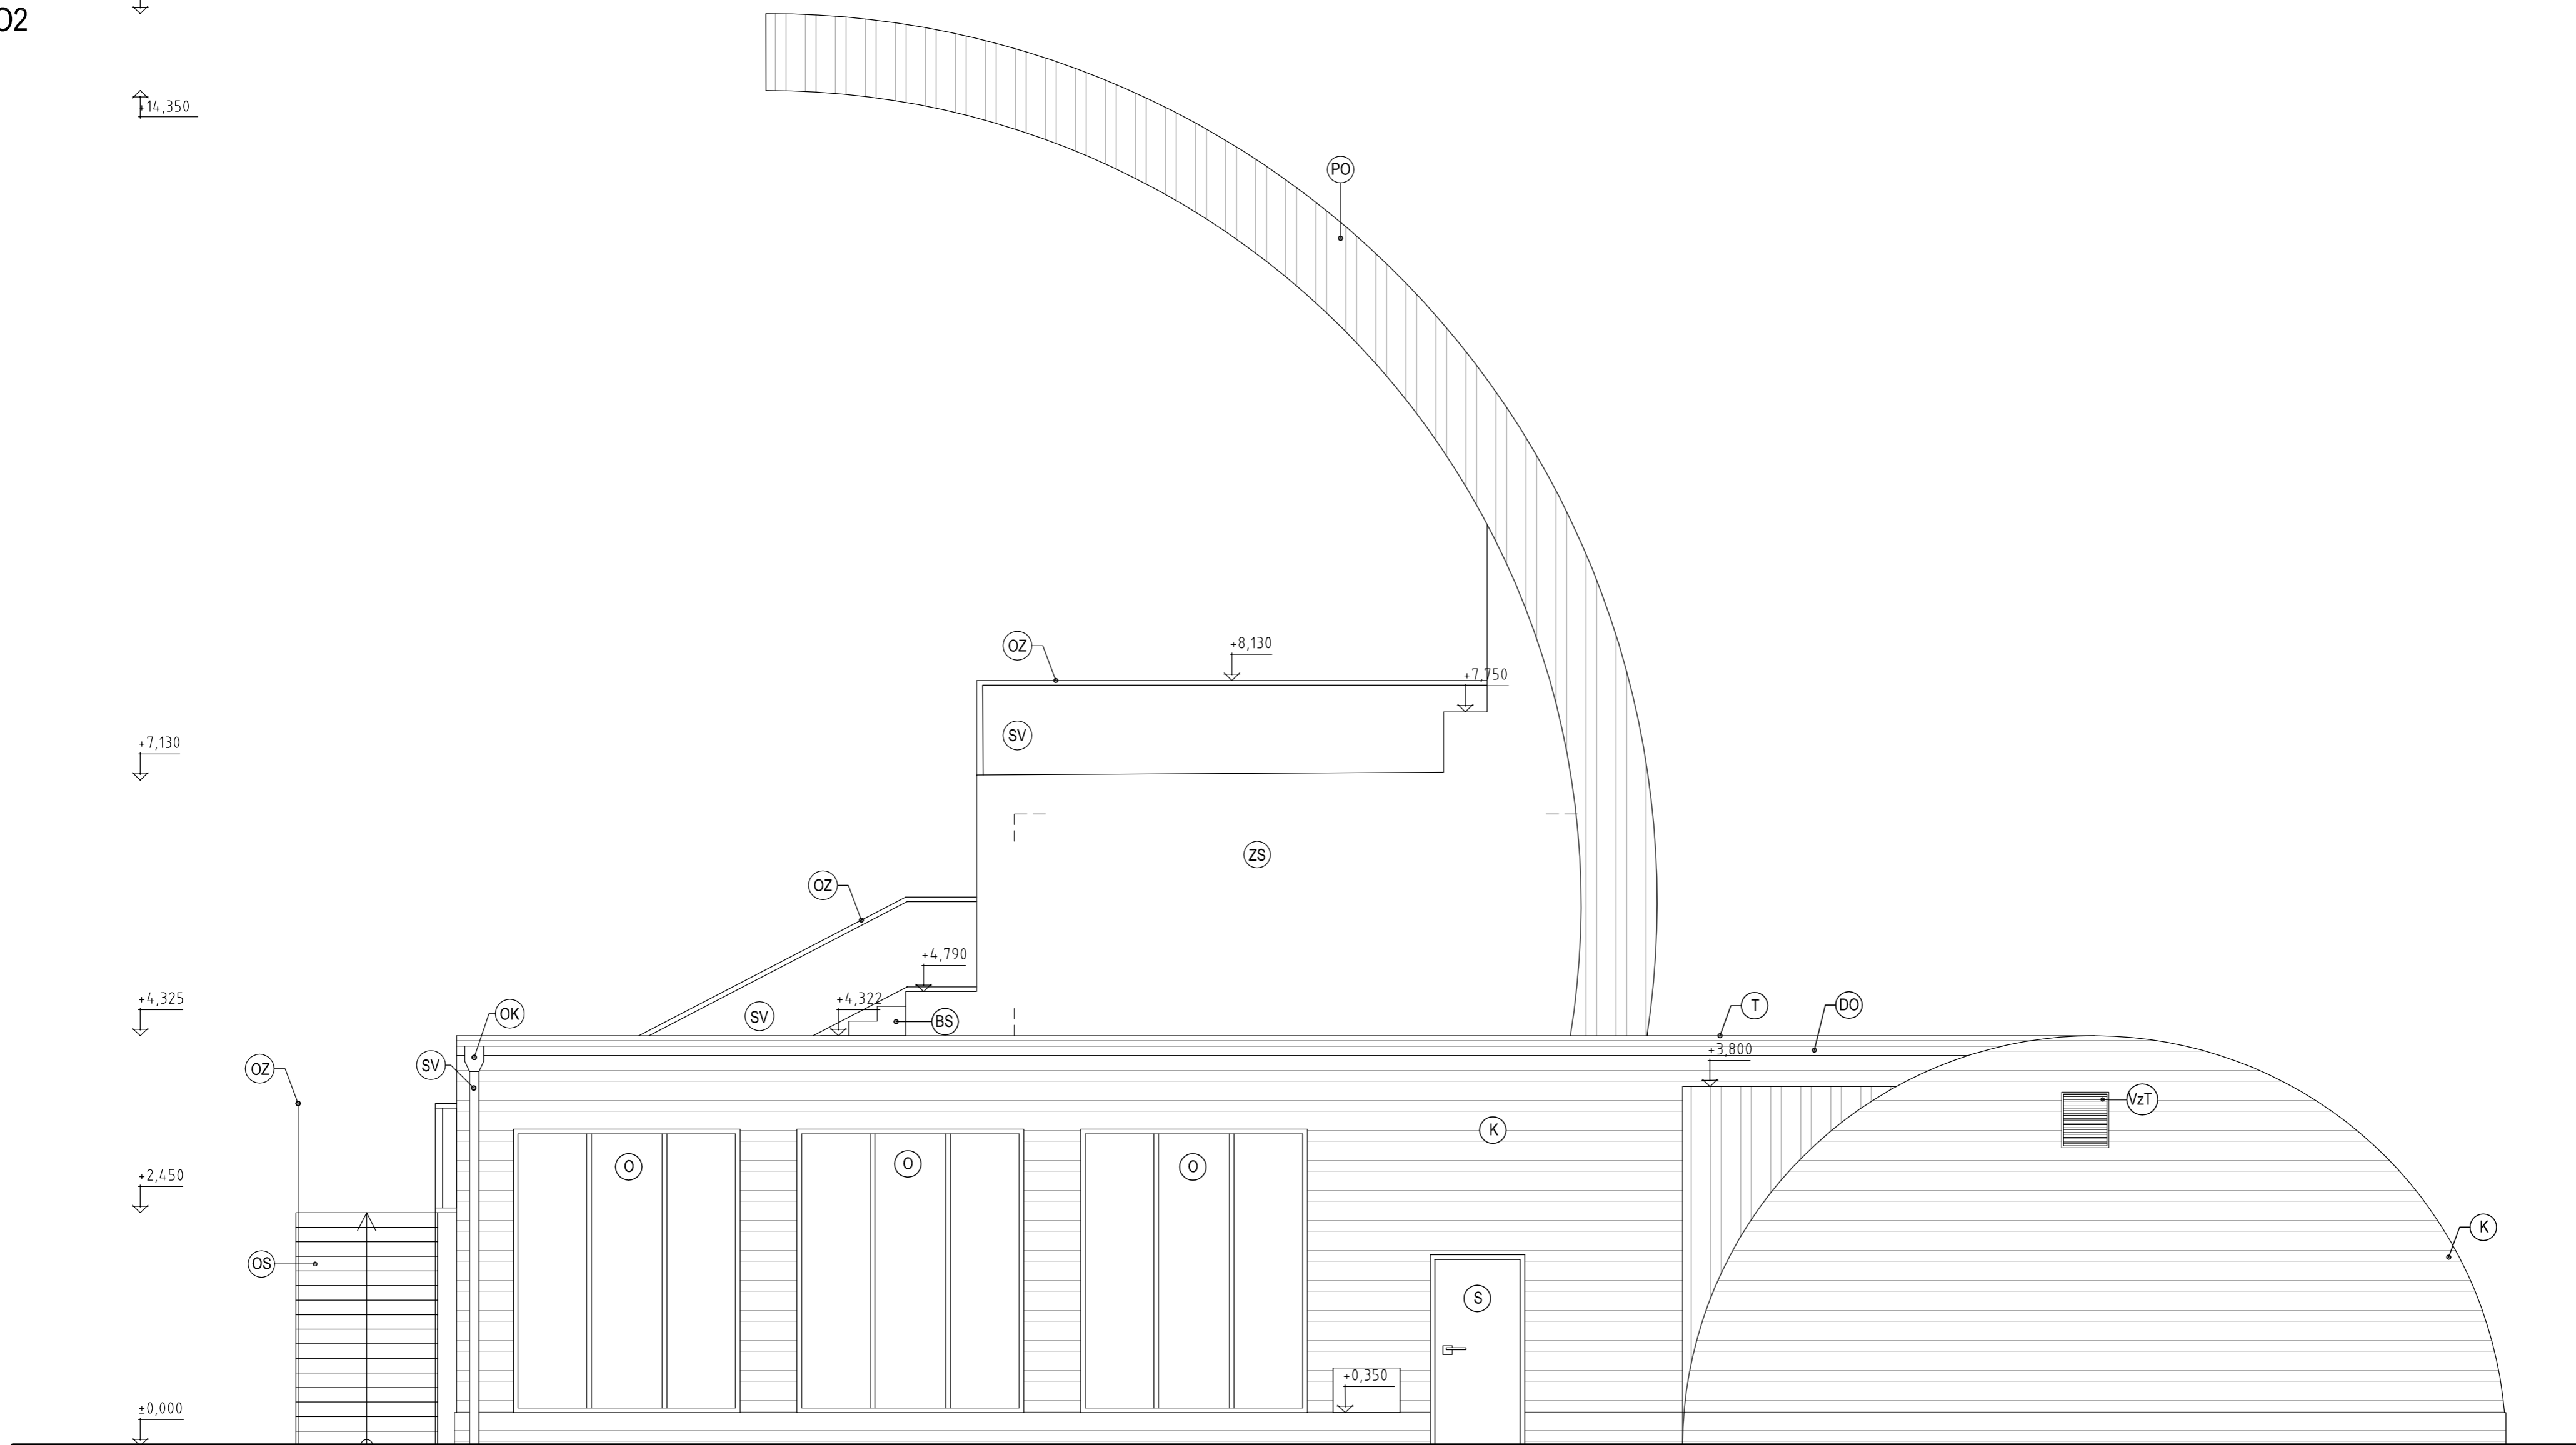 O2
+14,350
PO
+8,130
OZ
+7,750
SV
+7,130
ZS
OZ
+4,790
+4,325
+4,322
OK
SV
BS
T
DO
+3,800
SV
OZ
VzT
K
O
O
O
+2,450
K
OS
S
+0,350
±0,000